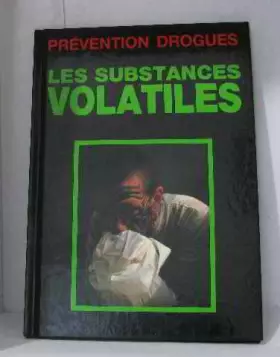 PRÉVENTION DROGUES
LES SUBSTANCES
VOLATILES